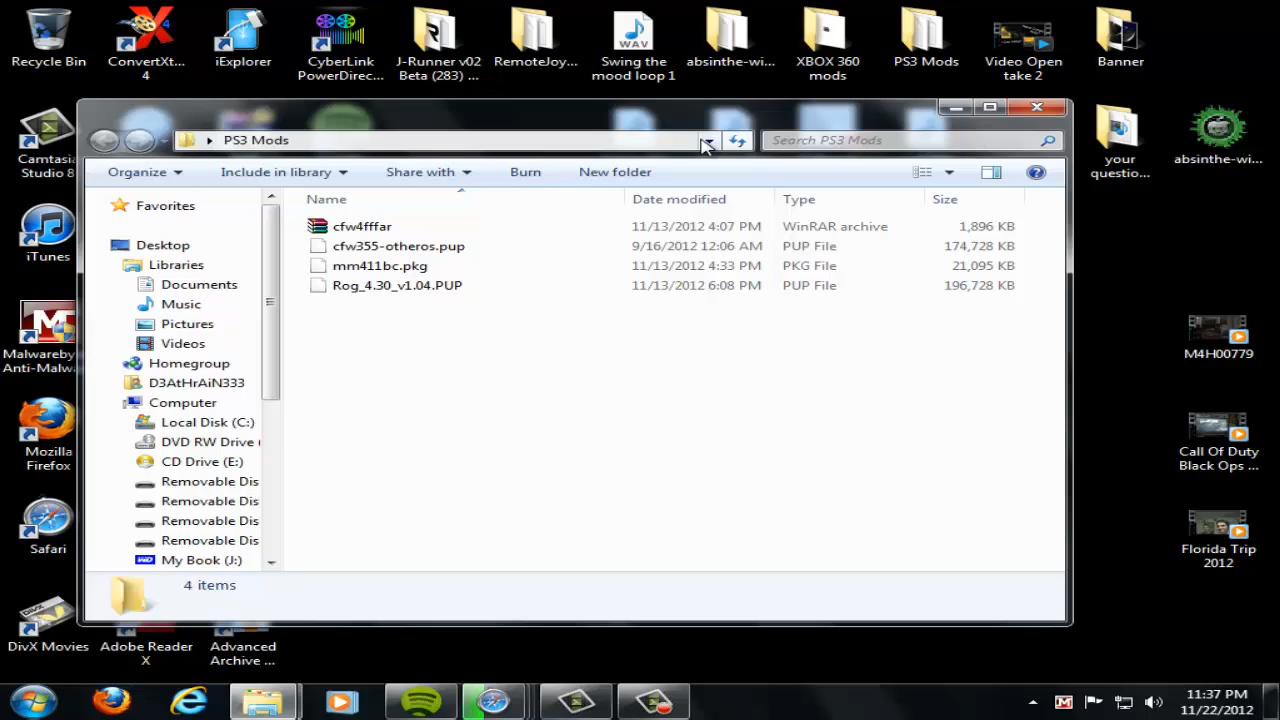 Recycle Bin
ConvertXt...
4
iExplorer
CyberLink
PowerDirec...
J-Runner v02
Beta (283) ...
RemoteJoy...
WAV
Swing the
mood loop 1
absinthe-wi...
XBOX 360
mods
PS3 Mods
Video Open
take 2
Banner
Camtasia
Studio 8
iTunes
Malwareby
Anti-Malw
Mozilla
Firefox
Safari
DivX Movies
Adobe Reader
X
Advanced
Archive ...
your
questio...
absinthe-wi...
M4H00779
Call Of Duty
Black Ops ...
Florida Trip
2012
PS3 Mods
Search PS3 Mods
Organize
Include in library
Share with
Burn
New folder
Name
Date modified
Type
Size
cfw4fffar 11/13/2012 4:07 PM WinRAR archive 1,896 KB
cfw355-otheros.pup 9/16/2012 12:06 AM PUP File 174,728 KB
mm411bc.pkg 11/13/2012 4:33 PM PKG File 21,095 KB
Rog_4.30_v1.04.PUP 11/13/2012 6:08 PM PUP File 196,728 KB
Favorites
Desktop
Libraries
Documents
Music
Pictures
Videos
Homegroup
D3AtHrAiN333
Computer
Local Disk (C:)
DVD RW Drive (
CD Drive (E:)
Removable Dis
Removable Dis
Removable Dis
Removable Dis
My Book (J:)
4 items
11:37 PM
11/22/2012